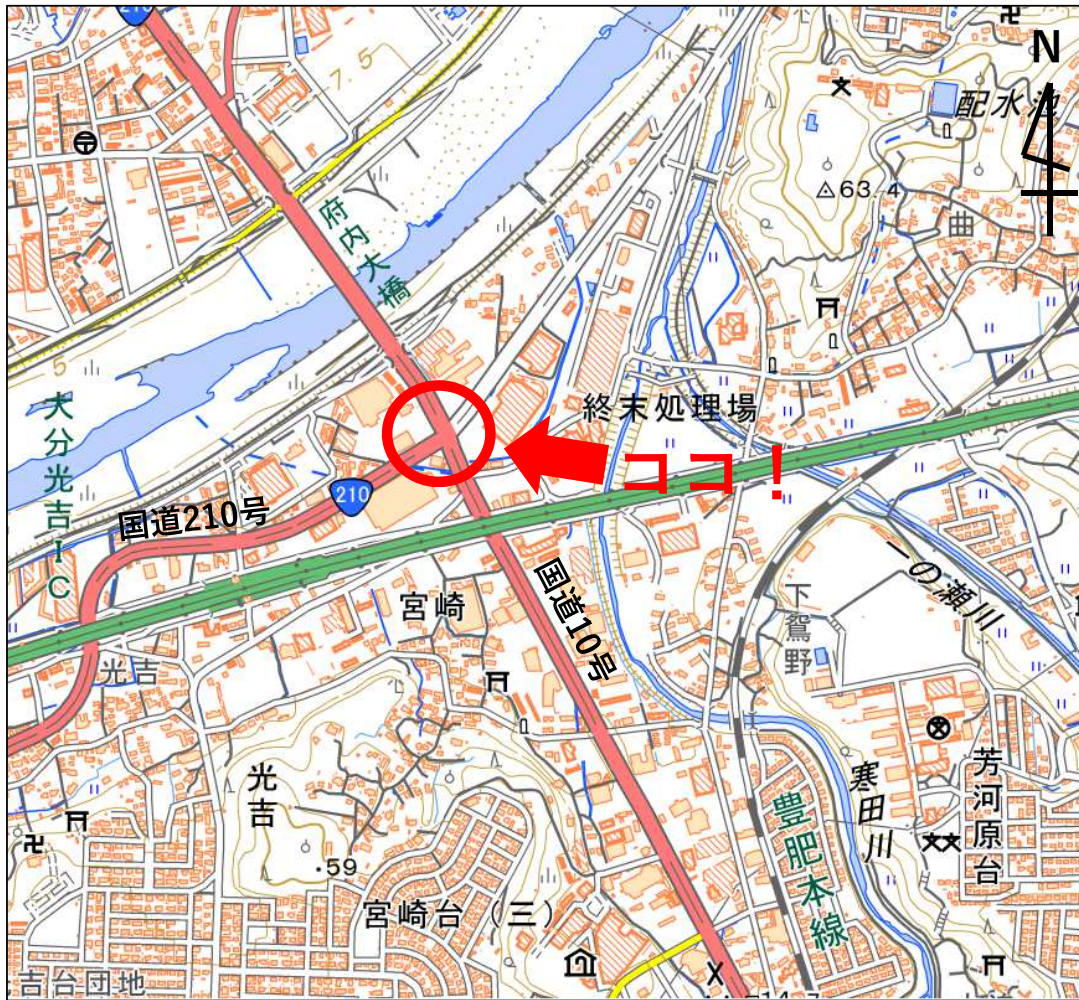 N
7.5
配水池
63.4
曲
府内大橋
5
大分光吉IC
終末処理場
ココ！
210
国道210号
宮崎
国道10号
下鴛野
一の瀬川
光吉
光吉
59
宮崎台（三）
豊肥本線
寒田川
芳河原台
吉台団地